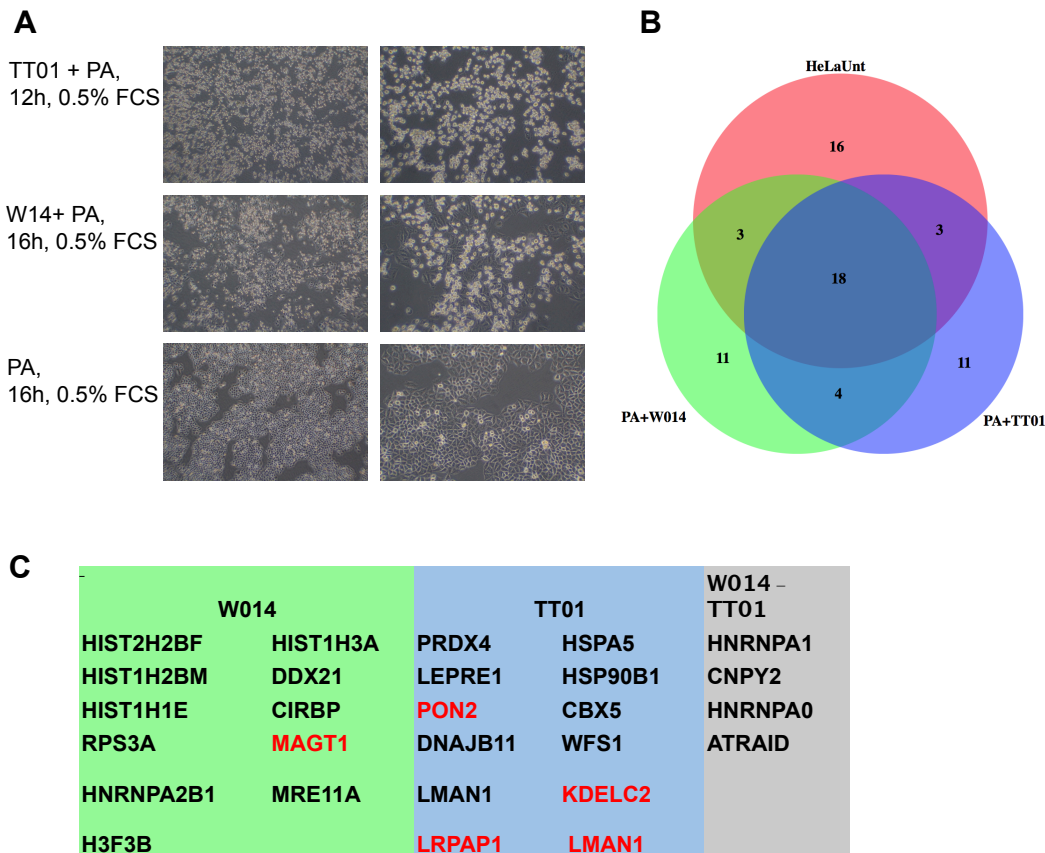 A
TT01 + PA,
12h, 0.5% FCS
W14+ PA,
16h, 0.5% FCS
PA,
16h, 0.5% FCS
B
HeLaUnt
16
3
3
18
11
4
11
PA+W014
PA+TT01
C
–
W014 TT01 W014 –
TT01
HIST2H2BF HIST1H3A PRDX4 HSPA5 HNRNPA1
HIST1H2BM DDX21 LEPRE1 HSP90B1 CNPY2
HIST1H1E CIRBP PON2 CBX5 HNRNPA0
RPS3A MAGT1 DNAJB11 WFS1 ATRAID
HNRNPA2B1 MRE11A LMAN1 KDELC2
H3F3B LRPAP1 LMAN1